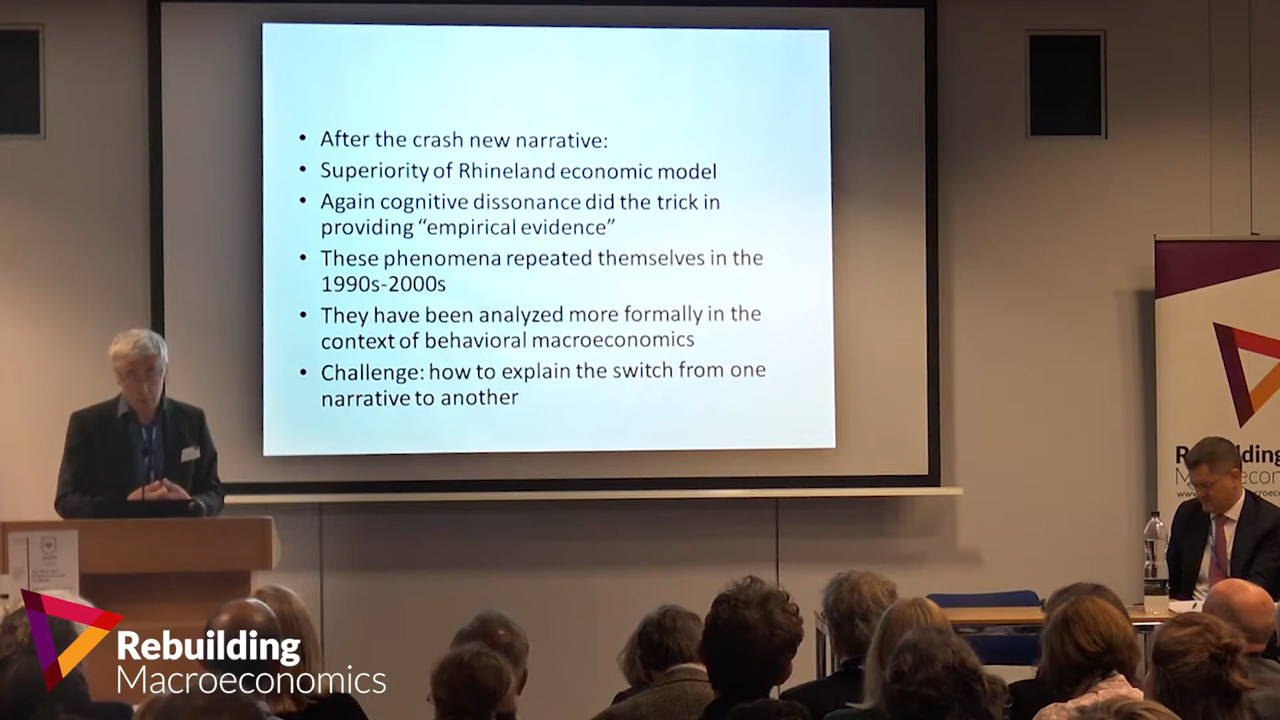 • After the crash new narrative:
• Superiority of Rhineland economic model
• Again cognitive dissonance did the trick in
providing “empirical evidence”
• These phenomena repeated themselves in the
1990s-2000s
• They have been analyzed more formally in the
context of behavioral macroeconomics
• Challenge: how to explain the switch from one
narrative to another
Rebuilding
Macroeconomics